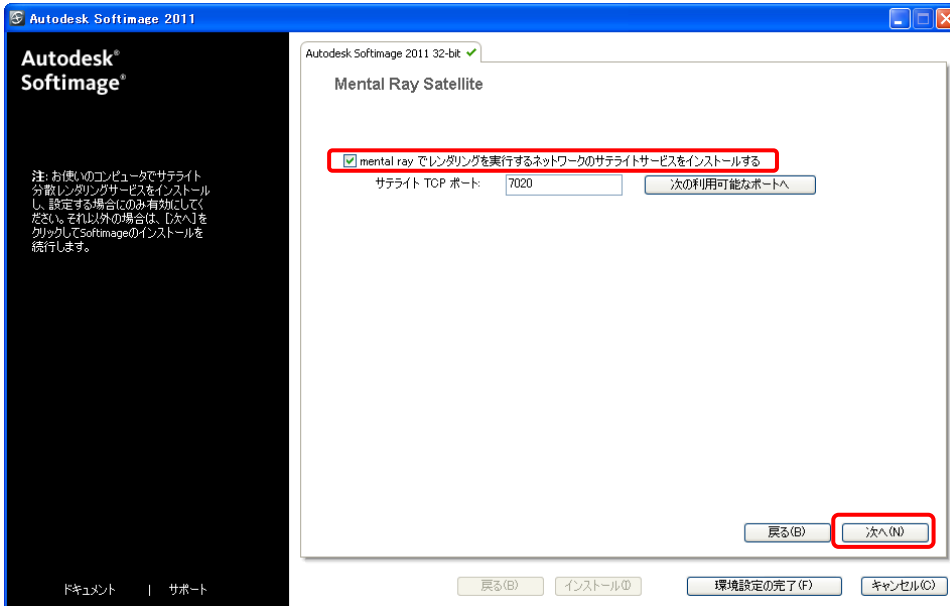 Autodesk Softimage 2011
Autodesk®
Softimage®
注: お使いのコンピュータでサテライト
分散レンダリングサービスをインストール
し、設定する場合にのみ有効にしてく
ださい。それ以外の場合は、[次へ]を
クリックしてSoftimageのインストールを
続行します。
ドキュメント | サポート
Autodesk Softimage 2011 32-bit
Mental Ray Satellite
mental ray でレンダリングを実行するネットワークのサテライトサービスをインストールする
サテライト TCP ポート: 7020 次の利用可能なポートへ
戻る(B) 次へ(N)
戻る(B) インストール(I) 環境設定の完了(F) キャンセル(C)